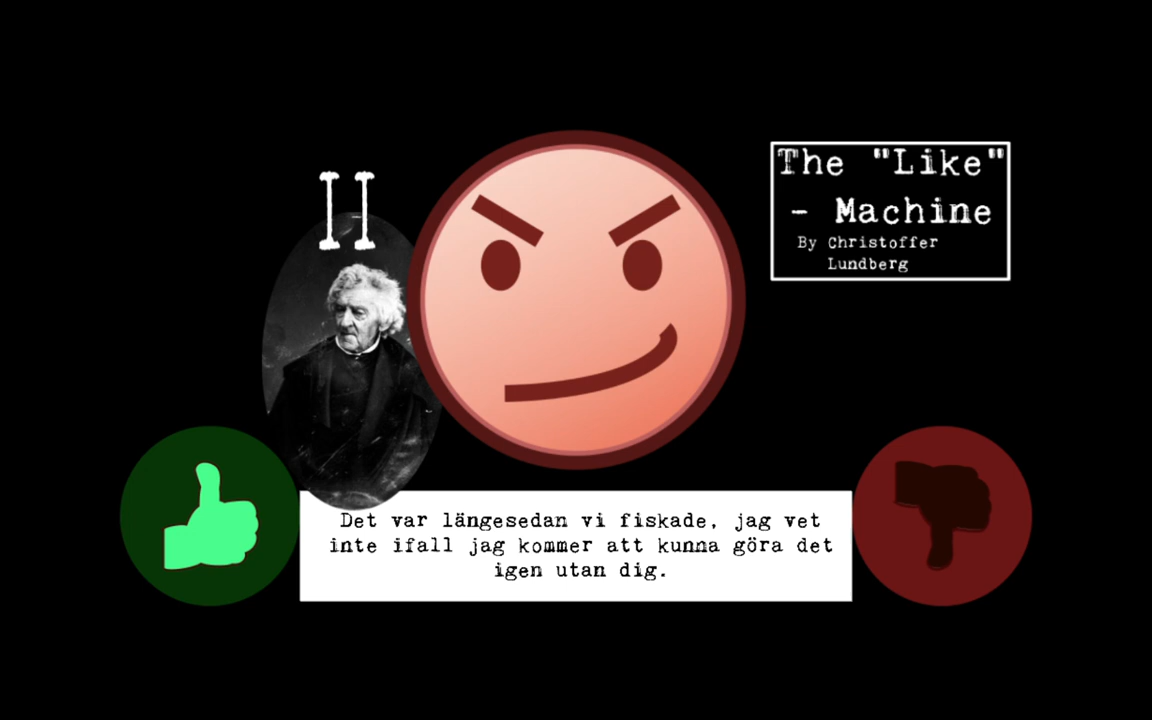 II
The "Like"
- Machine
By Christoffer
Lundberg
Det var längesedan vi fiskade, jag vet
inte ifall jag kommer att kunna göra det
igen utan dig.